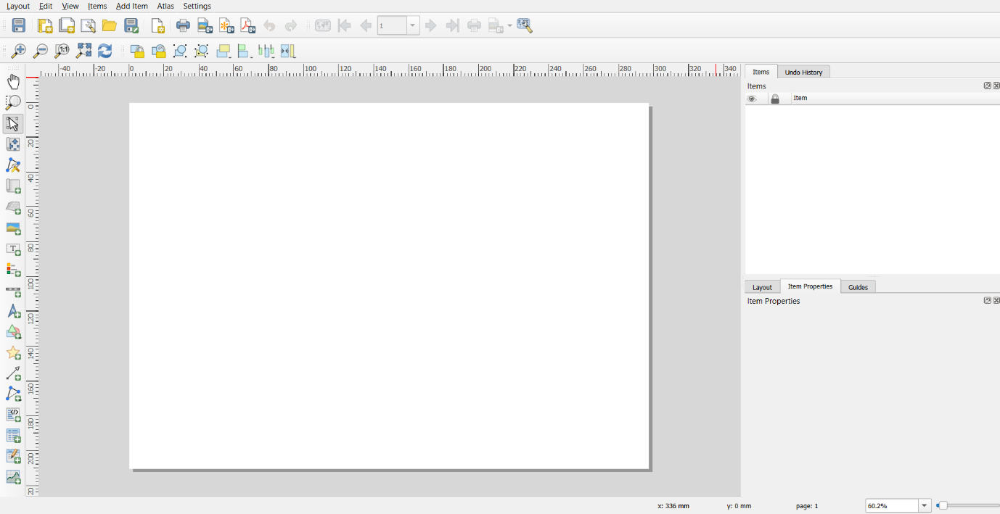 Layout Edit View Items Add Item Atlas Settings
1
-40 -20 0 20 40 60 80 100 120 140 160 180 200 220 240 260 280 300 320 340
0
20
40
60
80
100
120
140
160
180
200
Items Undo History
Items
Item
Layout Item Properties Guides
Item Properties
x: 336 mm y: 0 mm page: 1 60.2%